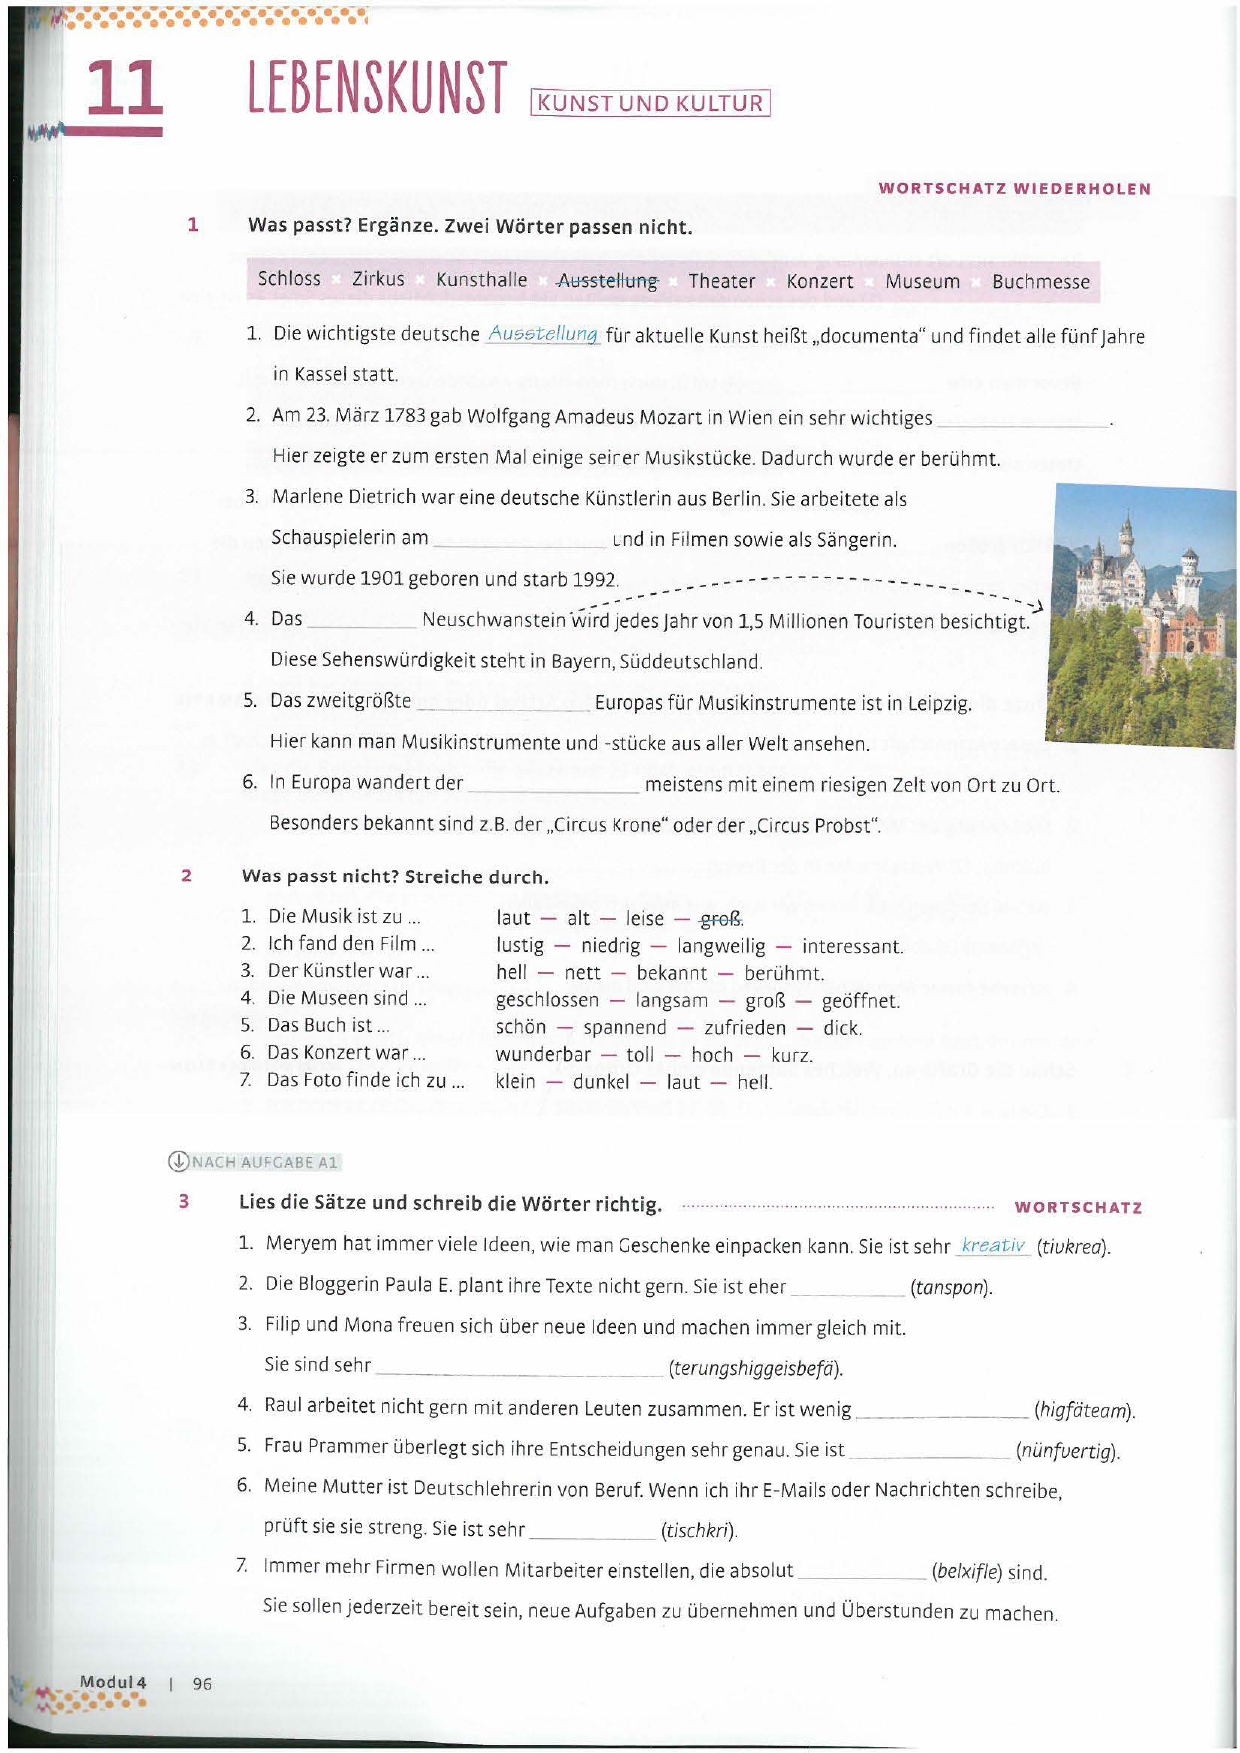 11 LEBENSKUNST KUNST UND KULTUR
WORTSCHATZ WIEDERHOLEN
1 Was passt? Ergänze. Zwei Wörter passen nicht.
Schloss × Zirkus × Kunsthalle × Ausstellung × Theater × Konzert × Museum × Buchmesse
1. Die wichtigste deutsche Ausstellung für aktuelle Kunst heißt „documenta“ und findet alle fünf Jahre
in Kassel statt.
2. Am 23. März 1783 gab Wolfgang Amadeus Mozart in Wien ein sehr wichtiges ____________.
Hier zeigte er zum ersten Mal einige seiner Musikstücke. Dadurch wurde er berühmt.
3. Marlene Dietrich war eine deutsche Künstlerin aus Berlin. Sie arbeitete als
Schauspielerin am ____________ und in Filmen sowie als Sängerin.
Sie wurde 1901 geboren und starb 1992.
4. Das ________ Neuschwanstein wird jedes Jahr von 1,5 Millionen Touristen besichtigt.
Diese Sehenswürdigkeit steht in Bayern, Süddeutschland.
5. Das zweitgrößte ____________ Europas für Musikinstrumente ist in Leipzig.
Hier kann man Musikinstrumente und -stücke aus aller Welt ansehen.
6. In Europa wandert der ____________ meistens mit einem riesigen Zelt von Ort zu Ort.
Besonders bekannt sind z.B. der „Circus Krone“ oder der „Circus Probst“.
2 Was passt nicht? Streiche durch.
1. Die Musik ist zu ... laut — alt — leise — groß.
2. Ich fand den Film ... lustig — niedrig — langweilig — interessant.
3. Der Künstler war ... hell — nett — bekannt — berühmt.
4. Die Museen sind ... geschlossen — langsam — groß — geöffnet.
5. Das Buch ist ... schön — spannend — zufrieden — dick.
6. Das Konzert war ... wunderbar — toll — hoch — kurz.
7. Das Foto finde ich zu ... klein — dunkel — laut — hell.
NACH AUFGABE A1
3 Lies die Sätze und schreib die Wörter richtig. WORTSCHATZ
1. Meryem hat immer viele Ideen, wie man Geschenke einpacken kann. Sie ist sehr kreativ (tivkrea).
2. Die Bloggerin Paula E. plant ihre Texte nicht gern. Sie ist eher ________ (tanspon).
3. Filip und Mona freuen sich über neue Ideen und machen immer gleich mit.
Sie sind sehr ____________________ (terungshiggeisbefä).
4. Raul arbeitet nicht gern mit anderen Leuten zusammen. Er ist wenig ____________ (higfäteam).
5. Frau Prammer überlegt sich ihre Entscheidungen sehr genau. Sie ist ____________ (nünfvertig).
6. Meine Mutter ist Deutschlehrerin von Beruf. Wenn ich ihr E-Mails oder Nachrichten schreibe,
prüft sie sie streng. Sie ist sehr _________ (tischkri).
7. Immer mehr Firmen wollen Mitarbeiter einstellen, die absolut _________ (belxifle) sind.
Sie sollen jederzeit bereit sein, neue Aufgaben zu übernehmen und Überstunden zu machen.
Modul 4 | 96